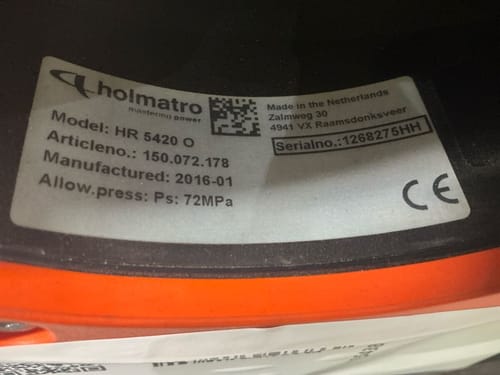 holmatro
mastering power
Model: HR 5420 O
Articleno.: 150.072.178
Manufactured: 2016-01
Allow.press: Ps: 72MPa
Made in the Netherlands
Zalmweg 30
4941 VX Raamsdonksveer
Serialno.:1268275HH
CE